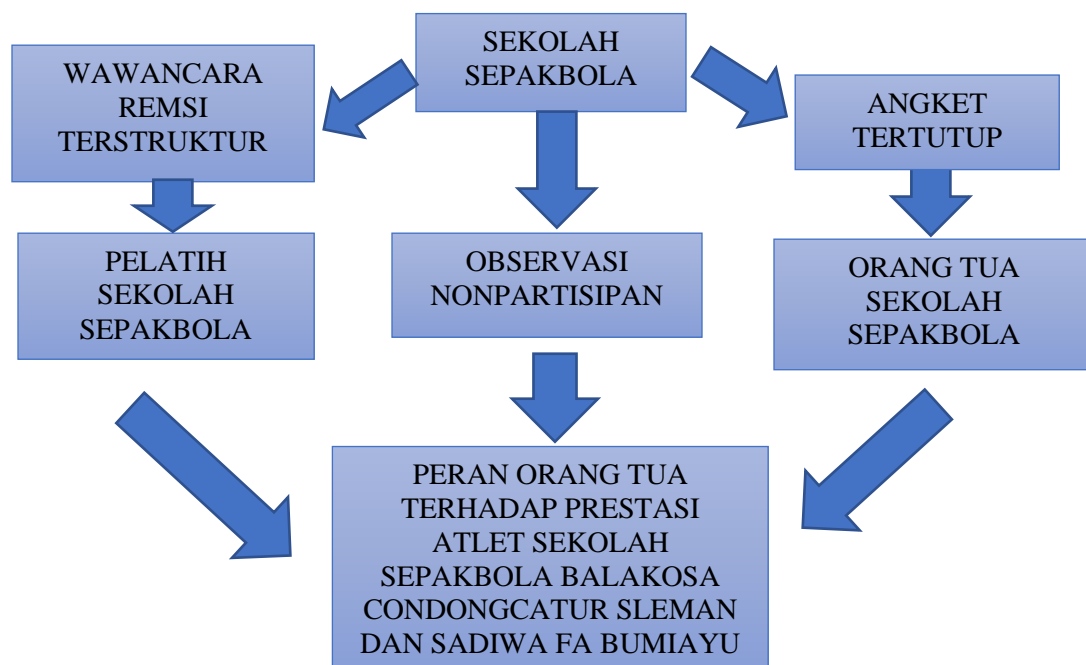 SEKOLAH
SEPAKBOLA
WAWANCARA
REMSI
TERSTRUKTUR
ANGKET
TERTUTUP
PELATIH
SEKOLAH
SEPAKBOLA
OBSERVASI
NONPARTISIPAN
ORANG TUA
SEKOLAH
SEPAKBOLA
PERAN ORANG TUA
TERHADAP PRESTASI
ATLET SEKOLAH
SEPAKBOLA BALAKOSA
CONDONGCATUR SLEMAN
DAN SADIWA FA BUMIAYU